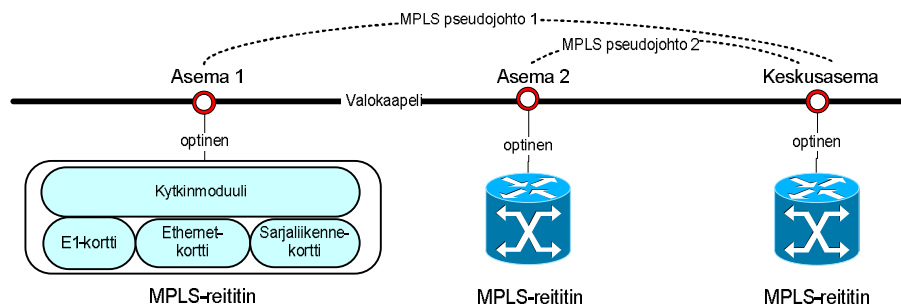 MPLS pseudojohto 1
MPLS pseudojohto 2
Asema 1
Asema 2
Keskusasema
Valokaapeli
optinen
optinen
optinen
Kytkinmoduuli
E1-kortti
Ethernet-
kortti
Sarjaliikenne-
kortti
MPLS-reititin
MPLS-reititin
MPLS-reititin